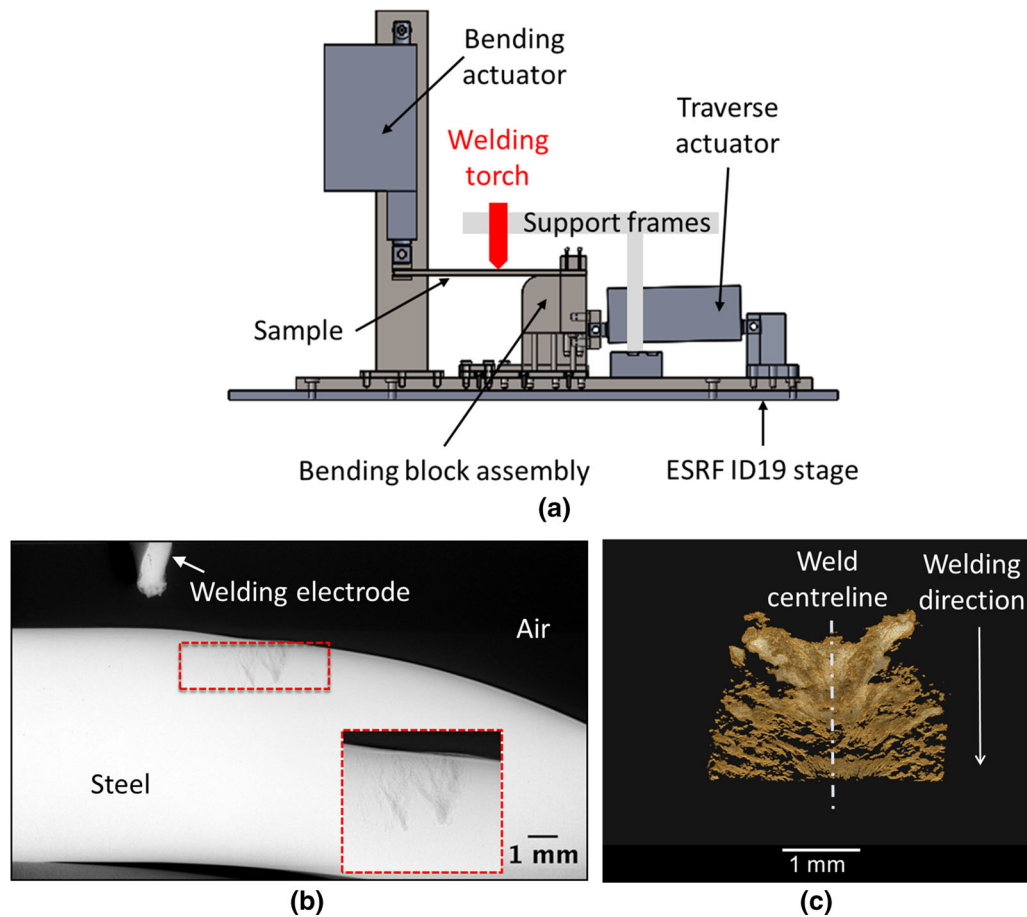 Bending
actuator
Traverse
actuator
Welding
torch
Support frames
Sample
Bending block assembly
ESRF ID19 stage
(a)
Welding electrode
Air
Steel
1 mm
(b)
Weld
centreline
Welding
direction
1 mm
(c)